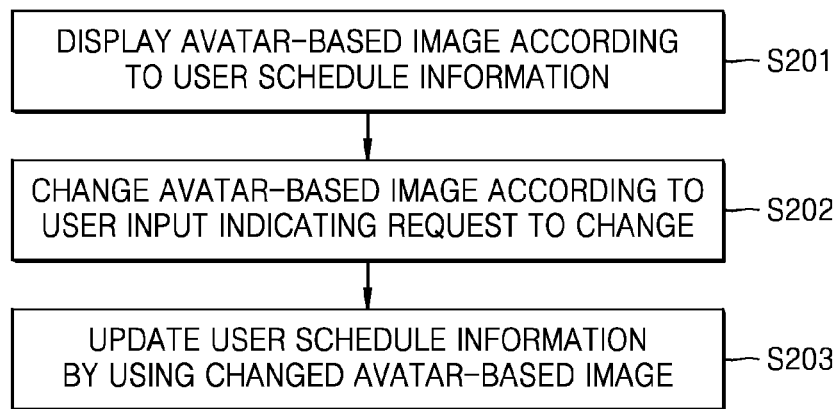 DISPLAY AVATAR-BASED IMAGE ACCORDING
TO USER SCHEDULE INFORMATION
S201
CHANGE AVATAR-BASED IMAGE ACCORDING TO
USER INPUT INDICATING REQUEST TO CHANGE
S202
UPDATE USER SCHEDULE INFORMATION
BY USING CHANGED AVATAR-BASED IMAGE
S203